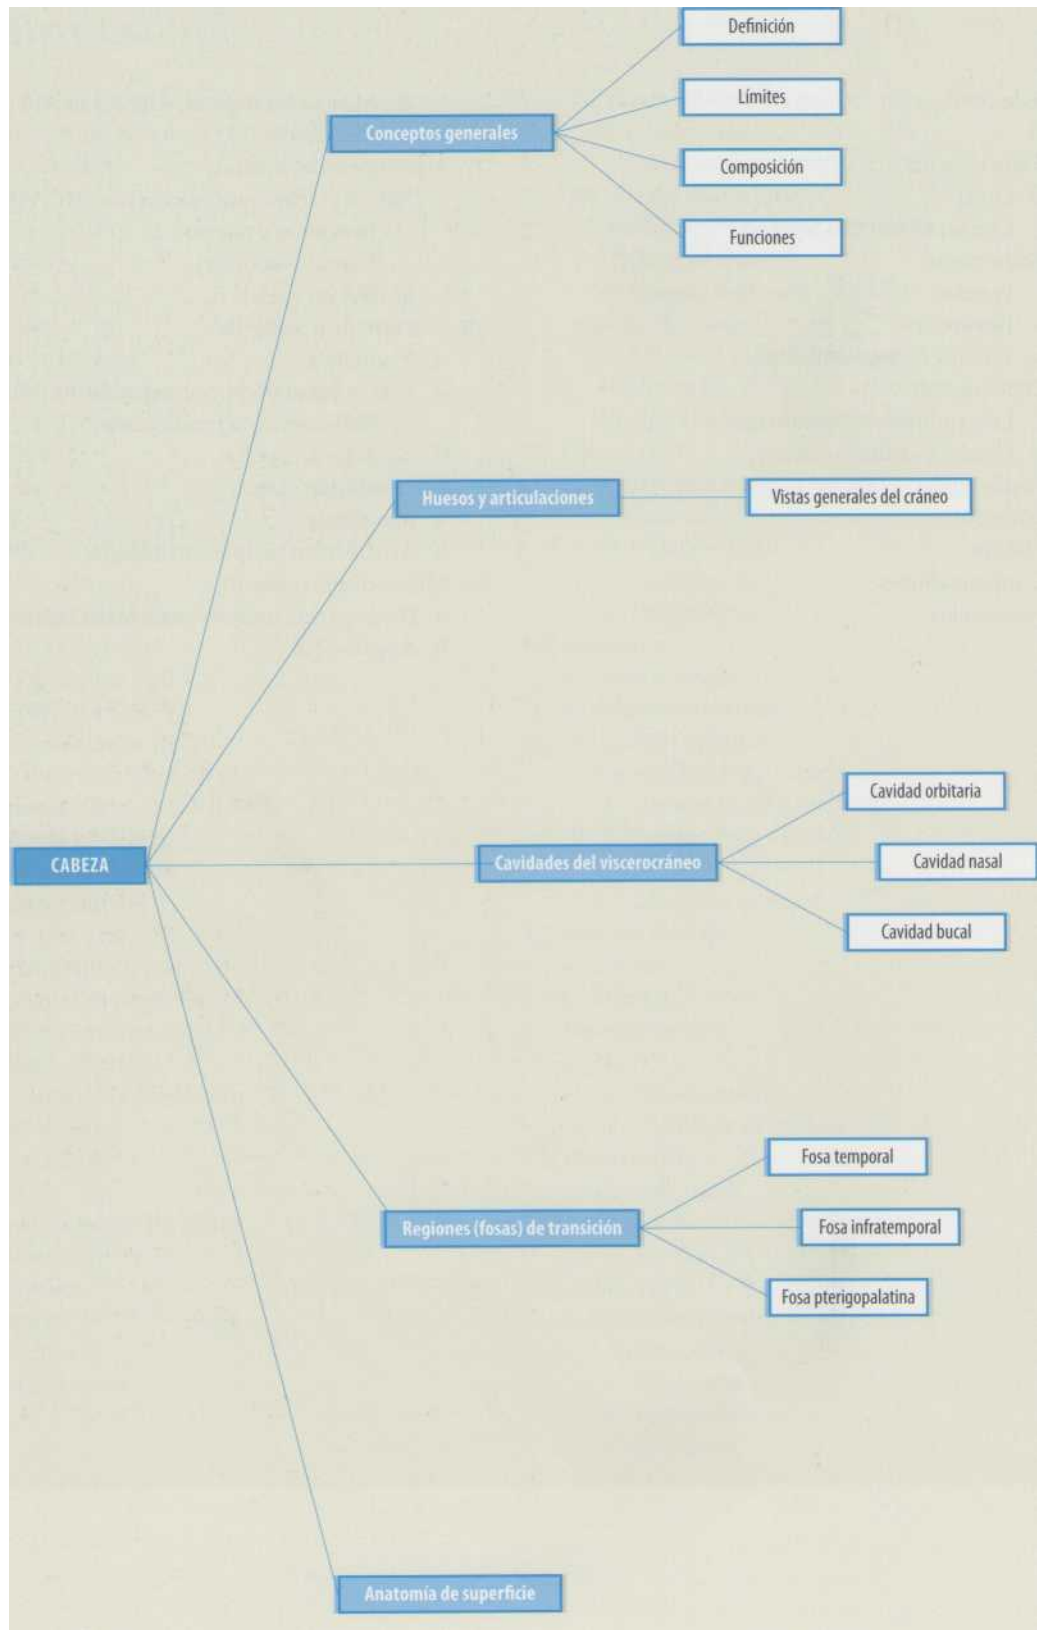 Definición
Límites
Conceptos generales
Composición
Funciones
Huesos y articulaciones
Vistas generales del cráneo
Cavidad orbitaria
CABEZA
Cavidades del viscerocráneo
Cavidad nasal
Cavidad bucal
Fosa temporal
Regiones (fosas) de transición
Fosa infratemporal
Fosa pterigopalatina
Anatomía de superficie